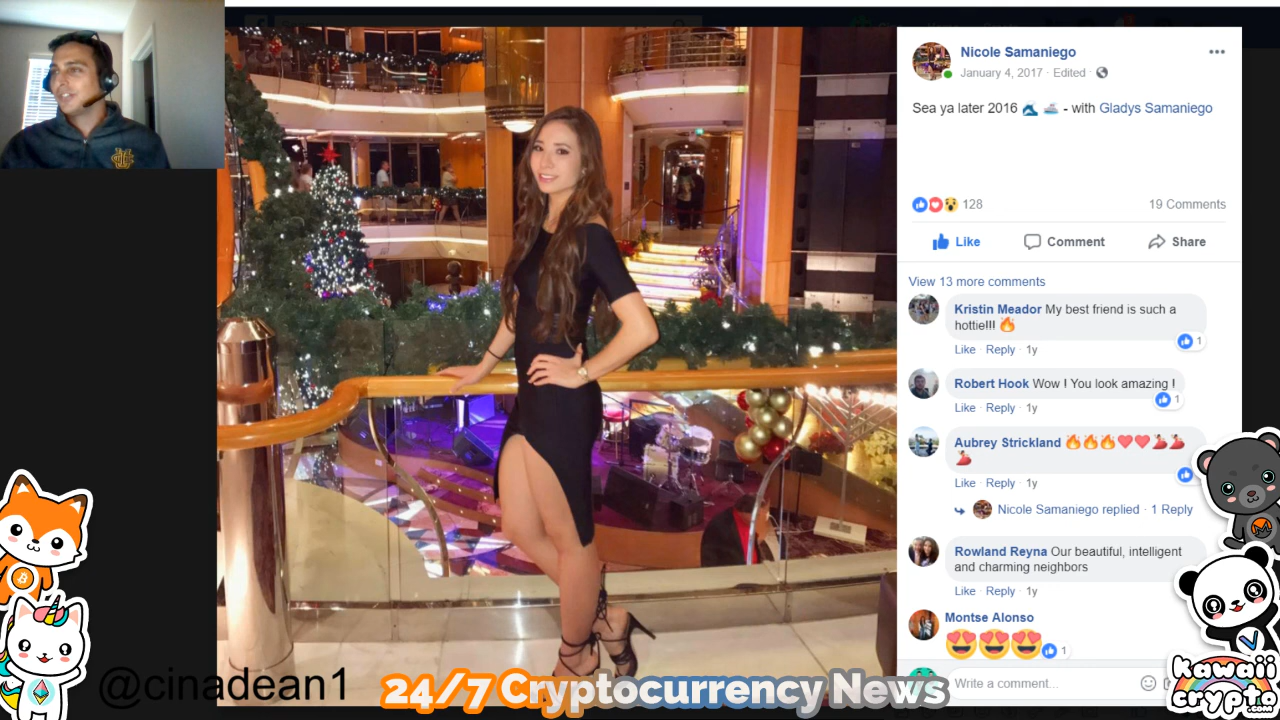 Nicole Samaniego
January 4, 2017 · Edited ·
Sea ya later 2016 🌊 🚢 - with Gladys Samaniego
128
19 Comments
Like
Comment
Share
View 13 more comments
Kristin Meador My best friend is such a
hottie!!! 🔥
1
Like · Reply · 1y
Robert Hook Wow ! You look amazing !
1
Like · Reply · 1y
Aubrey Strickland 🔥🔥🔥❤️❤️💃💃
💃
Like · Reply · 1y
Nicole Samaniego replied · 1 Reply
Rowland Reyna Our beautiful, intelligent
and charming neighbors
Like · Reply · 1y
Montse Alonso
😍😍😍
1
Write a comment...
@cinadean1
24/7 Cryptocurrency News
kawaii
crypto
.com